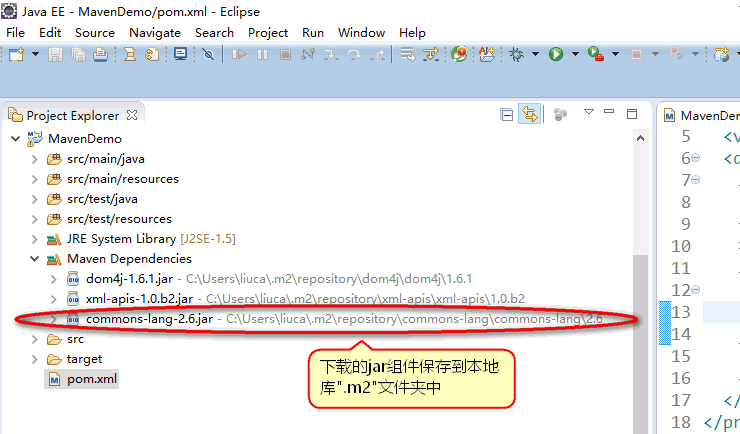 Java EE - MavenDemo/pom.xml - Eclipse
File Edit Source Navigate Search Project Run Window Help
Project Explorer
MavenDemo
src/main/java
src/main/resources
src/test/java
src/test/resources
JRE System Library [J2SE-1.5]
Maven Dependencies
dom4j-1.6.1.jar - C:\Users\liuca\.m2\repository\dom4j\dom4j\1.6.1
xml-apis-1.0.b2.jar - C:\Users\liuca\.m2\repository\xml-apis\xml-apis\1.0.b2
commons-lang-2.6.jar - C:\Users\liuca\.m2\repository\commons-lang\commons-lang\2.6
src
target
pom.xml
下载的jar组件保存到本地
库".m2"文件夹中
MavenDemo
5 <v
6 <d
7
8
9
10
11
12
13
14
15
16
17 </
18 </pr